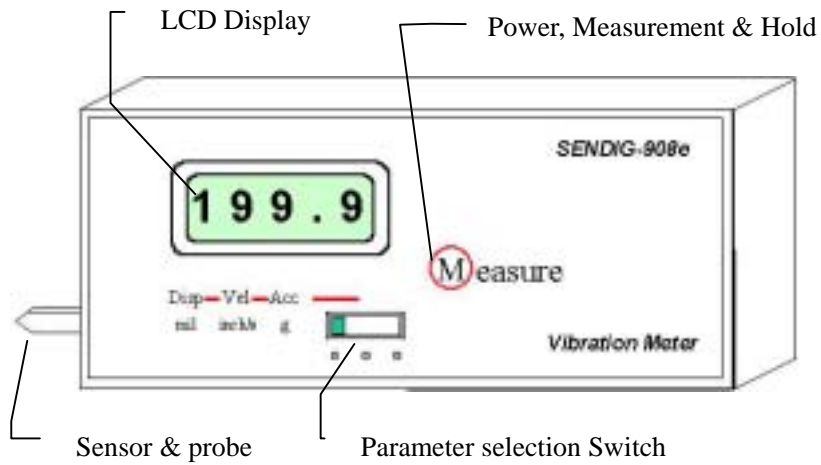 LCD Display
Power, Measurement & Hold
SENDIG-908e
199.9
Measure
Disp Vel Acc
mil inch/s g
Vibration Meter
Sensor & probe
Parameter selection Switch